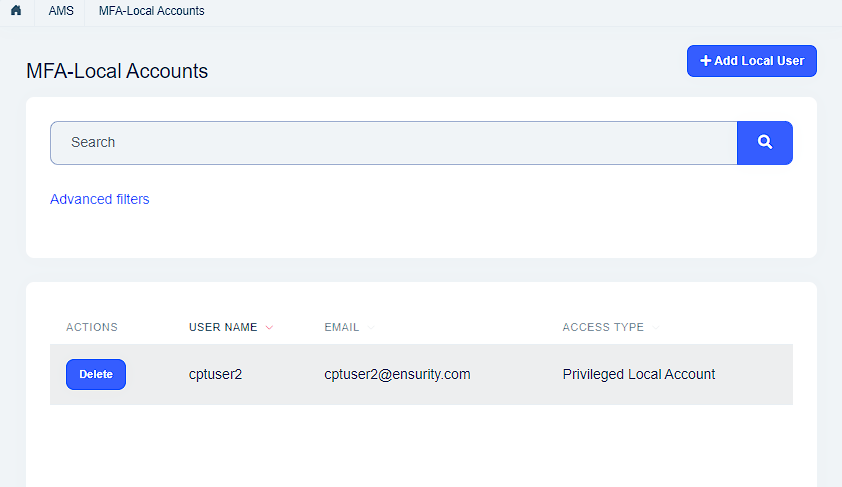 AMS MFA-Local Accounts
MFA-Local Accounts
Add Local User
Search
Advanced filters
ACTIONS USER NAME EMAIL ACCESS TYPE
Delete cptuser2 cptuser2@ensurity.com Privileged Local Account